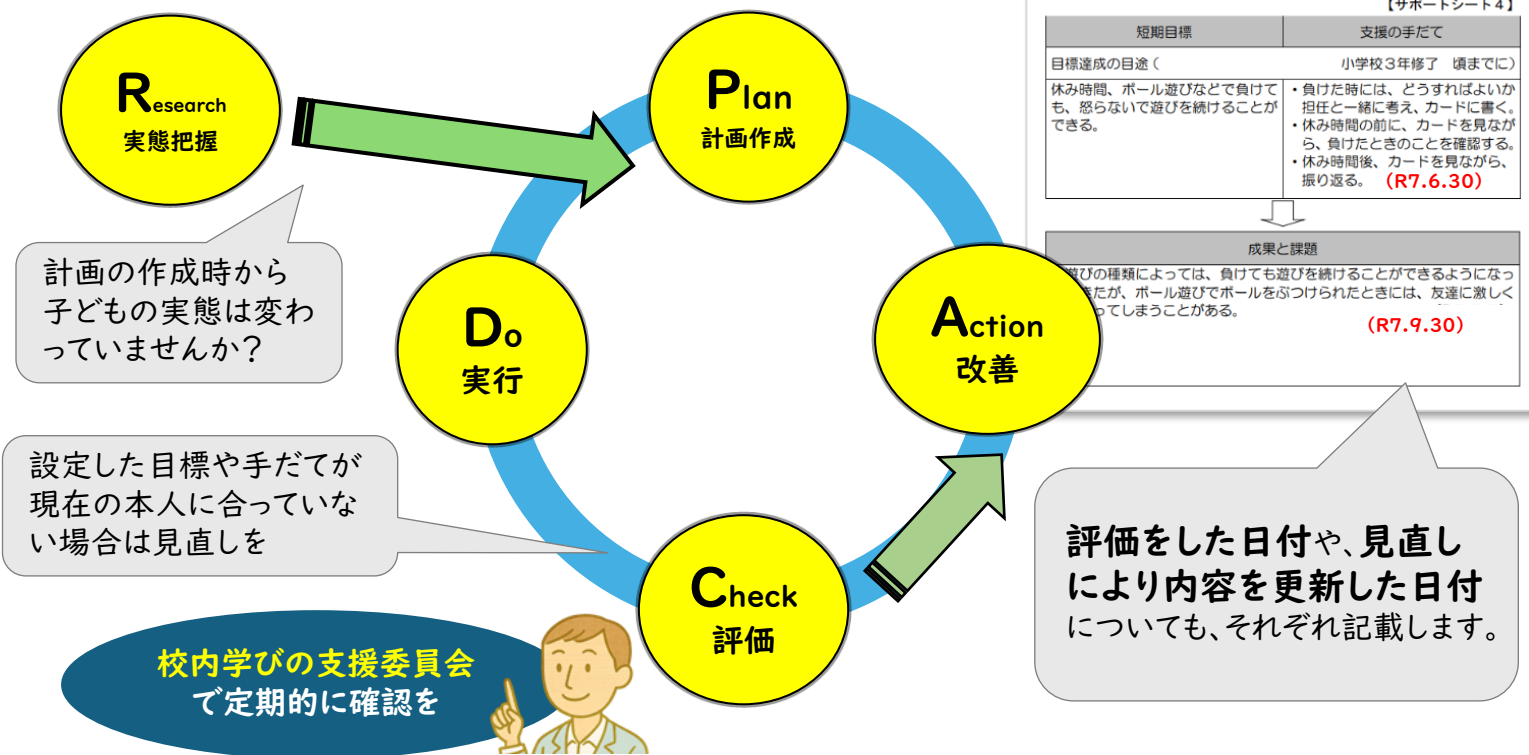 Research
実態把握
Plan
計画作成
Do
実行
Action
改善
Check
評価
計画の作成時から
子どもの実態は変わ
っていませんか?
設定した目標や手だてが
現在の本人に合っていな
い場合は見直しを
校内学びの支援委員会
で定期的に確認を
【サポートシート4】
短期目標
支援の手だて
目標達成の目途( 小学校3年修了 頃までに)
休み時間、ボール遊びなどで負けて
も、怒らないで遊びを続けることが
できる。
・負けた時には、どうすればよいか
担任と一緒に考え、カードに書く。
・休み時間の前に、カードを見なが
ら、負けたときのことを確認する。
・休み時間後、カードを見ながら、
振り返る。 (R7.6.30)
成果と課題
遊びの種類によっては、負けても遊びを続けることができるようになっ
きたが、ボール遊びでボールをぶつけられたときには、友達に激しく
ってしまうことがある。
(R7.9.30)
評価をした日付や、見直し
により内容を更新した日付
についても、それぞれ記載します。